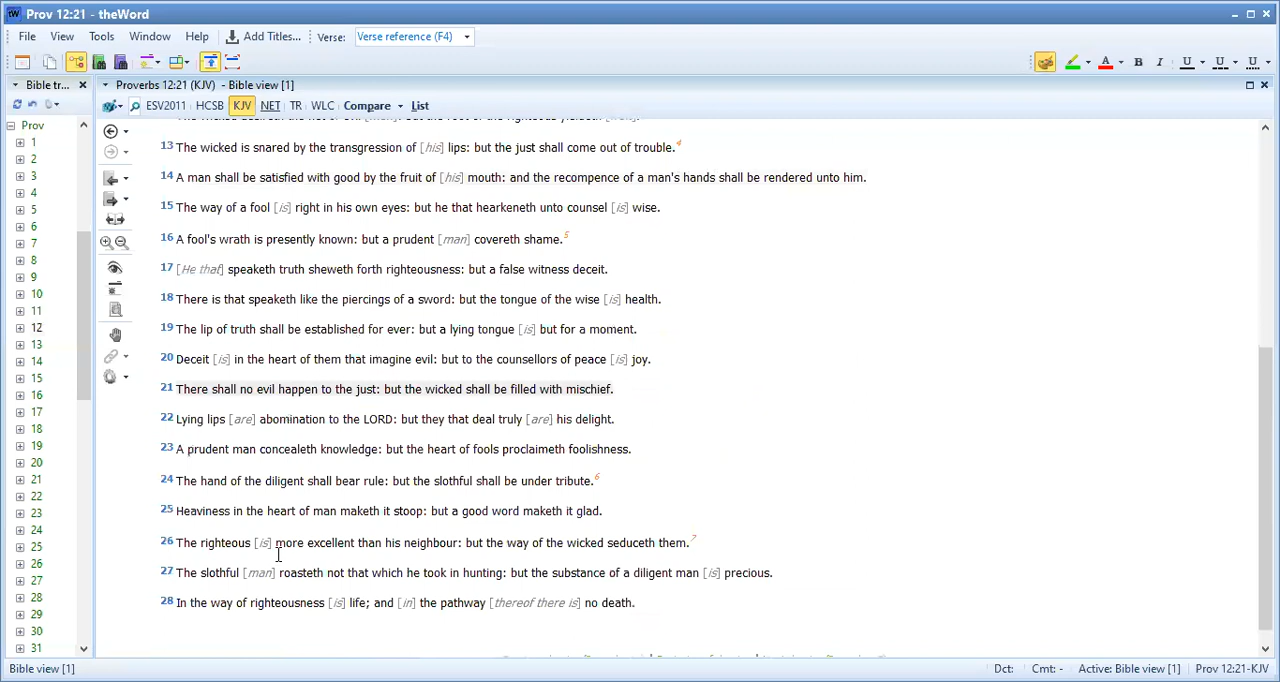 Prov 12:21 - theWord
File View Tools Window Help Add Titles... Verse: Verse reference (F4)
Bible tr...
Proverbs 12:21 (KJV) - Bible view [1]
ESV2011 HCSB KJV NET TR WLC Compare List
Prov
1
2
3
4
5
6
7
8
9
10
11
12
13
14
15
16
17
18
19
20
21
22
23
24
25
26
27
28
29
30
31
13 The wicked is snared by the transgression of [his] lips: but the just shall come out of trouble.4
14 A man shall be satisfied with good by the fruit of [his] mouth: and the recompence of a man's hands shall be rendered unto him.
15 The way of a fool [is] right in his own eyes: but he that hearkeneth unto counsel [is] wise.
16 A fool's wrath is presently known: but a prudent [man] covereth shame.5
17 [He that] speaketh truth sheweth forth righteousness: but a false witness deceit.
18 There is that speaketh like the piercings of a sword: but the tongue of the wise [is] health.
19 The lip of truth shall be established for ever: but a lying tongue [is] but for a moment.
20 Deceit [is] in the heart of them that imagine evil: but to the counsellors of peace [is] joy.
21 There shall no evil happen to the just: but the wicked shall be filled with mischief.
22 Lying lips [are] abomination to the LORD: but they that deal truly [are] his delight.
23 A prudent man concealeth knowledge: but the heart of fools proclaimeth foolishness.
24 The hand of the diligent shall bear rule: but the slothful shall be under tribute.6
25 Heaviness in the heart of man maketh it stoop: but a good word maketh it glad.
26 The righteous [is] more excellent than his neighbour: but the way of the wicked seduceth them.7
27 The slothful [man] roasteth not that which he took in hunting: but the substance of a diligent man [is] precious.
28 In the way of righteousness [is] life; and [in] the pathway [thereof there is] no death.
Bible view [1] Dct: Cmt: - Active: Bible view [1] Prov 12:21-KJV